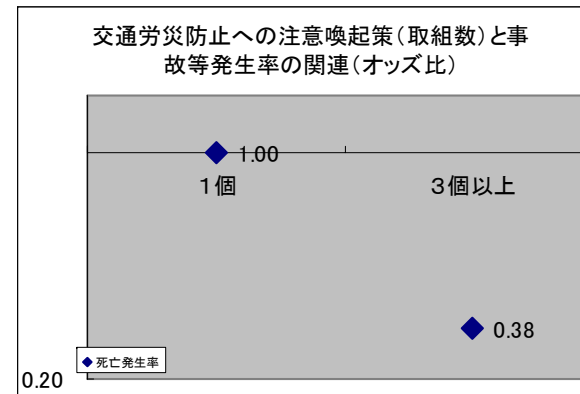 交通労災防止への注意喚起策(取組数)と事
故等発生率の関連(オッズ比)
1.00
１個
３個以上
0.38
死亡発生率
0.20